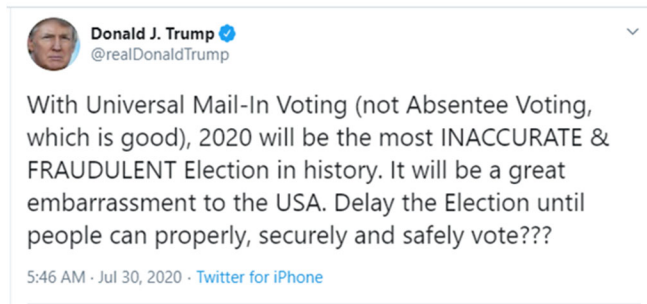 Donald J. Trump
@realDonaldTrump
With Universal Mail-In Voting (not Absentee Voting,
which is good), 2020 will be the most INACCURATE &
FRAUDULENT Election in history. It will be a great
embarrassment to the USA. Delay the Election until
people can properly, securely and safely vote???
5:46 AM · Jul 30, 2020 · Twitter for iPhone